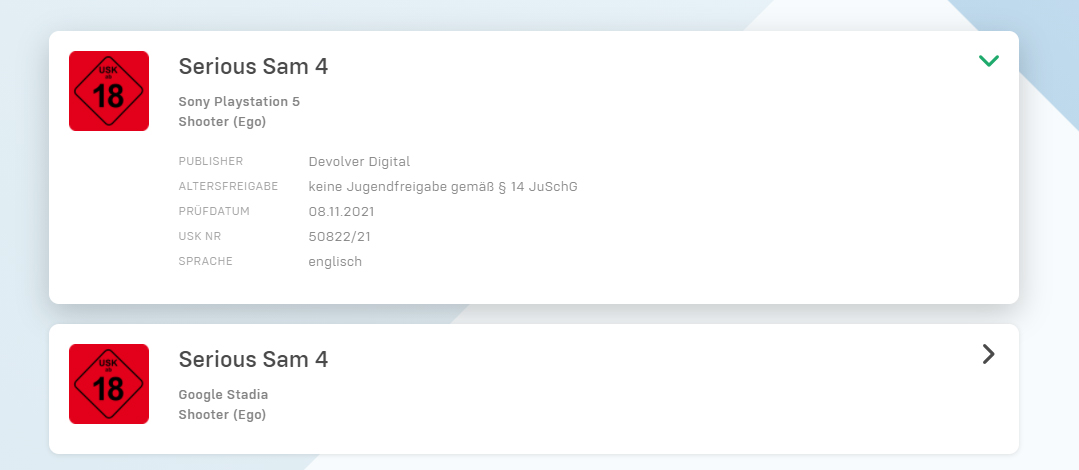 USK
ab
18
Serious Sam 4
Sony Playstation 5
Shooter (Ego)
PUBLISHER Devolver Digital
ALTERSFREIGABE keine Jugendfreigabe gemäß § 14 JuSchG
PRÜFDATUM 08.11.2021
USK NR 50822/21
SPRACHE englisch
USK
ab
18
Serious Sam 4
Google Stadia
Shooter (Ego)